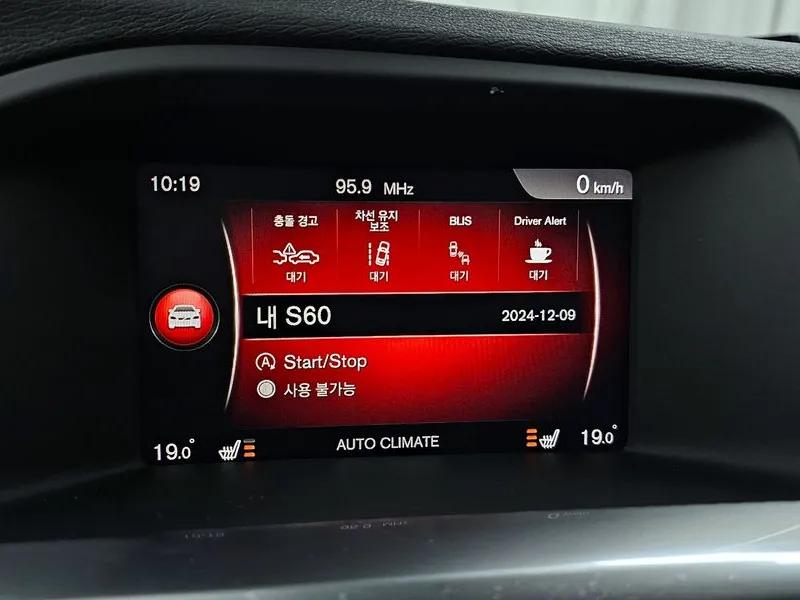 10:19
95.9 MHz
0 km/h
충돌 경고
차선 유지
보조
BLIS
Driver Alert
대기
대기
대기
대기
내 S60
2024-12-09
Start/Stop
사용 불가능
19.0°
AUTO CLIMATE
19.0°